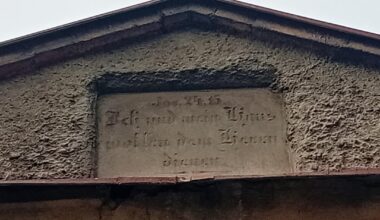 Jos. 24.15
Ich und mein Haus
wollen dem Herrn
dienen